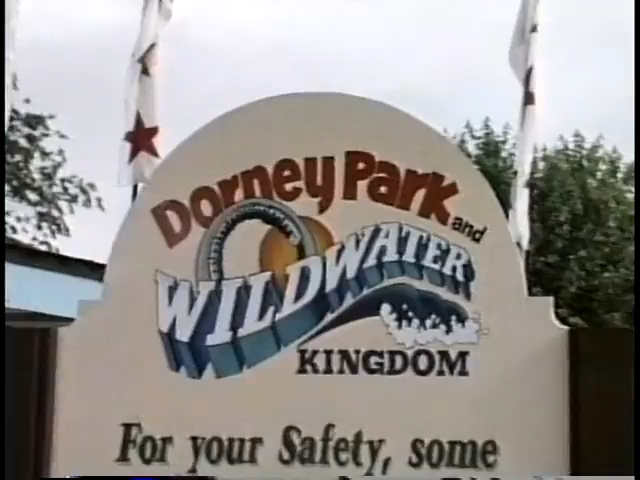 Dorney Park
and
WILDWATER
KINGDOM
For your Safety, some